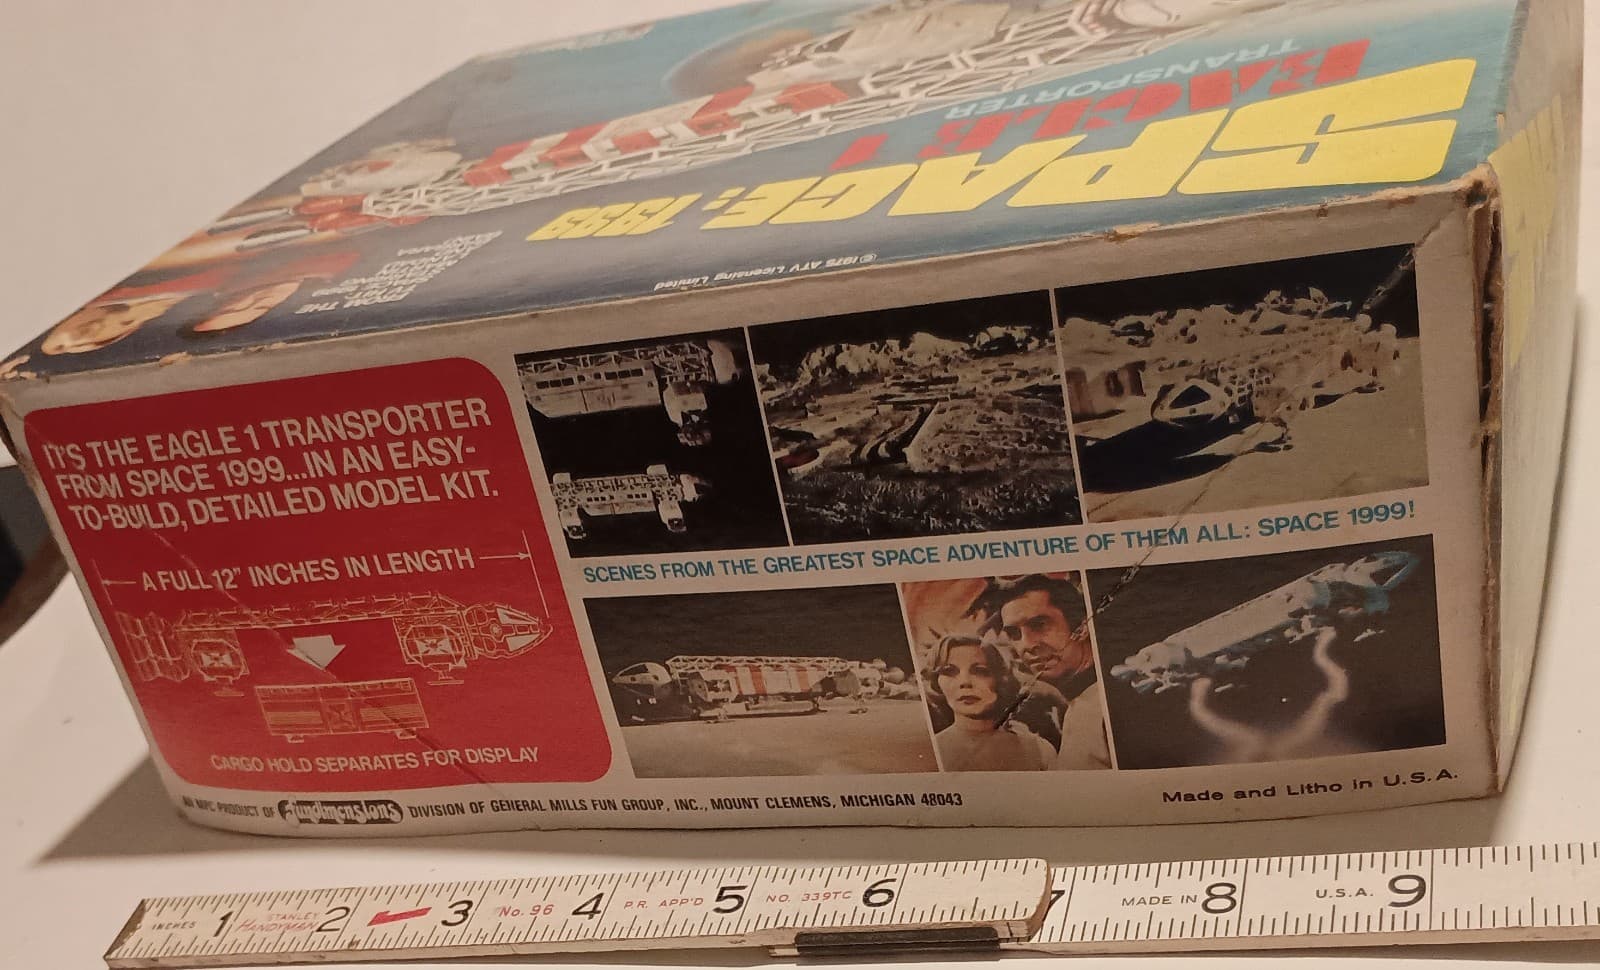 SPACE: 1999
EAGLE 1
TRANSPORTER
FROM THE
© 1975 ATV Licensing Limited
IT'S THE EAGLE 1 TRANSPORTER
FROM SPACE 1999...IN AN EASY-
TO-BUILD, DETAILED MODEL KIT.
A FULL 12" INCHES IN LENGTH
CARGO HOLD SEPARATES FOR DISPLAY
SCENES FROM THE GREATEST SPACE ADVENTURE OF THEM ALL: SPACE 1999!
AN MPC PRODUCT OF Fundimensions DIVISION OF GENERAL MILLS FUN GROUP, INC., MOUNT CLEMENS, MICHIGAN 48043
Made and Litho in U.S.A.
INCHES 1 STANLEY HANDYMAN 2 3 No. 96 4 P.R. APP'D 5 NO. 339TC 6 7 MADE IN 8 U.S.A. 9